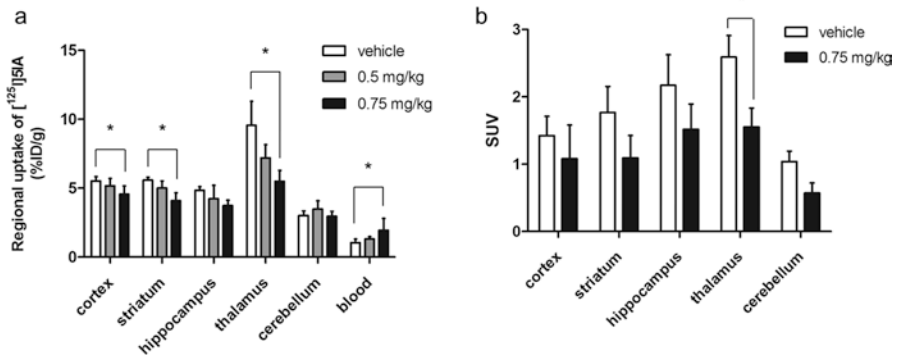 a
Regional uptake of [125I]5IA
(%ID/g)
15
10
5
0
*
*
*
*
vehicle
0.5 mg/kg
0.75 mg/kg
cortex
striatum
hippocampus
thalamus
cerebellum
blood
b
SUV
3
2
1
0
vehicle
0.75 mg/kg
cortex
striatum
hippocampus
thalamus
cerebellum